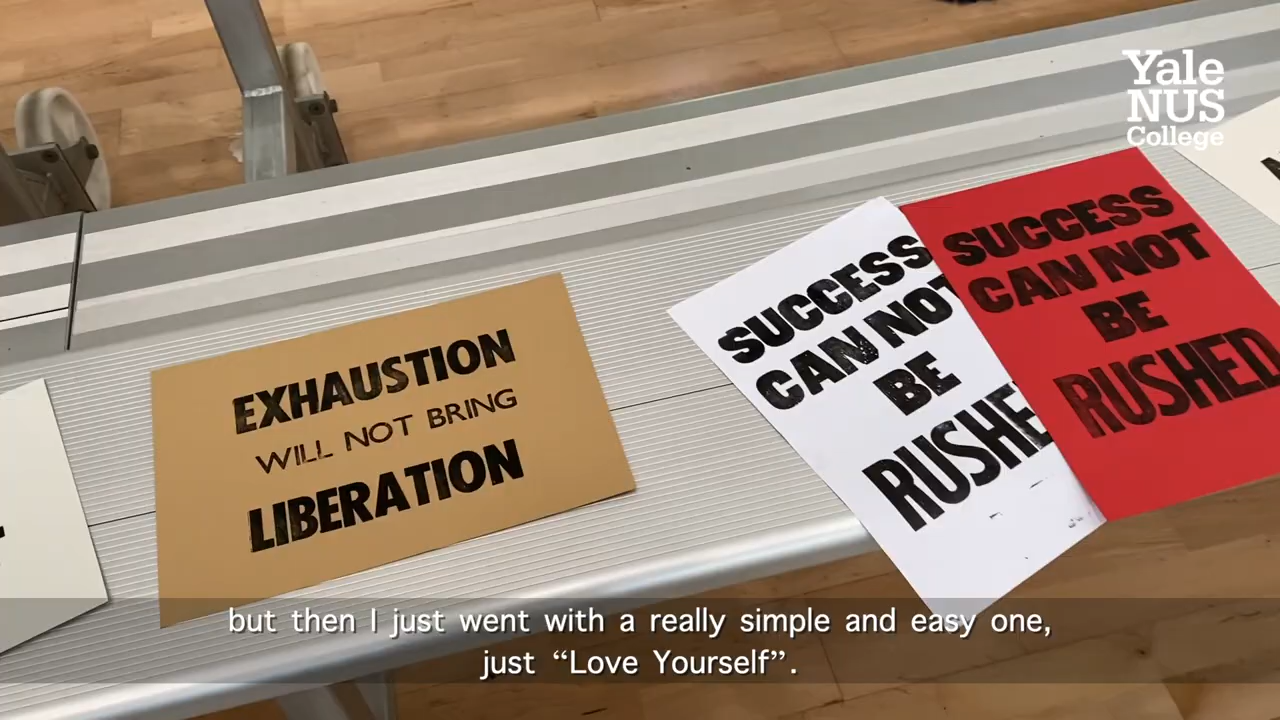 Yale
NUS
College
EXHAUSTION
WILL NOT BRING
LIBERATION
SUCCESS
CAN NOT
BE
RUSHE
SUCCESS
CAN NOT
BE
RUSHED
but then I just went with a really simple and easy one,
just “Love Yourself”.